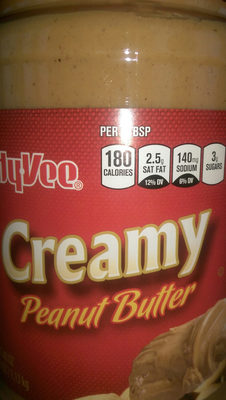 PER TBSP
180 2.5g 140mg 3g
CALORIES SAT FAT SODIUM SUGARS
12% DV 6% DV
HyVee®
Creamy
Peanut Butter